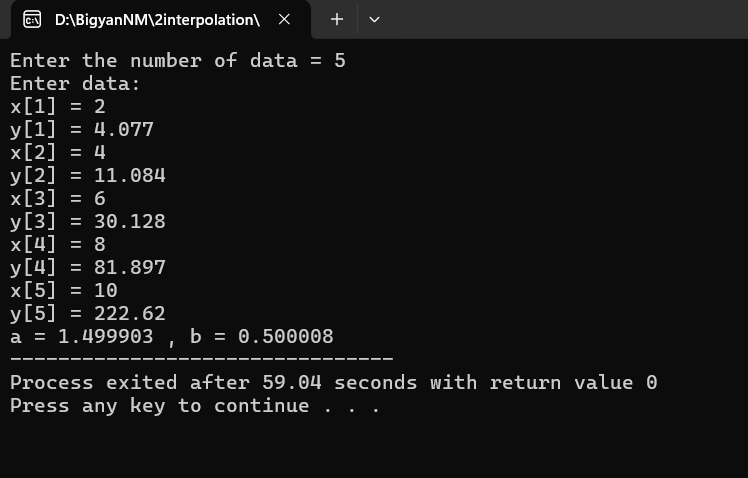 D:\BigyanNM\2interpolation\
Enter the number of data = 5
Enter data:
x[1] = 2
y[1] = 4.077
x[2] = 4
y[2] = 11.084
x[3] = 6
y[3] = 30.128
x[4] = 8
y[4] = 81.897
x[5] = 10
y[5] = 222.62
a = 1.499903 , b = 0.500008
--------------------------------
Process exited after 59.04 seconds with return value 0
Press any key to continue . . .